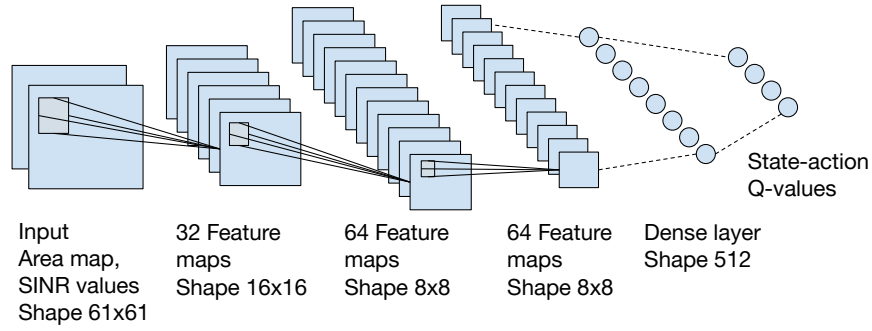 State-action
Q-values
Input
Area map,
SINR values
Shape 61x61
32 Feature
maps
Shape 16x16
64 Feature
maps
Shape 8x8
64 Feature
maps
Shape 8x8
Dense layer
Shape 512